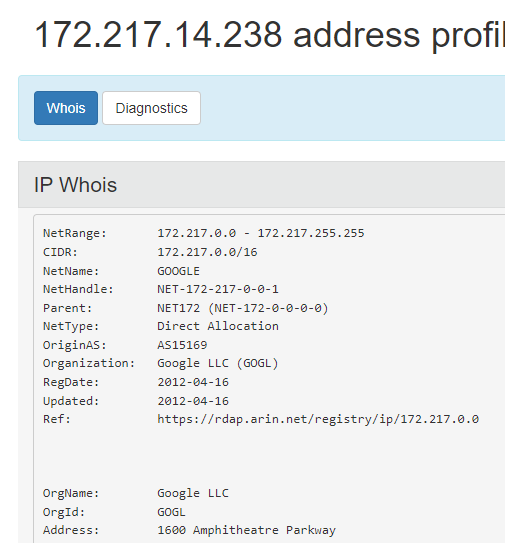 172.217.14.238 address profil
Whois
Diagnostics
IP Whois
NetRange: 172.217.0.0 - 172.217.255.255
CIDR: 172.217.0.0/16
NetName: GOOGLE
NetHandle: NET-172-217-0-0-1
Parent: NET172 (NET-172-0-0-0-0)
NetType: Direct Allocation
OriginAS: AS15169
Organization: Google LLC (GOGL)
RegDate: 2012-04-16
Updated: 2012-04-16
Ref: https://rdap.arin.net/registry/ip/172.217.0.0
OrgName: Google LLC
OrgId: GOGL
Address: 1600 Amphitheatre Parkway